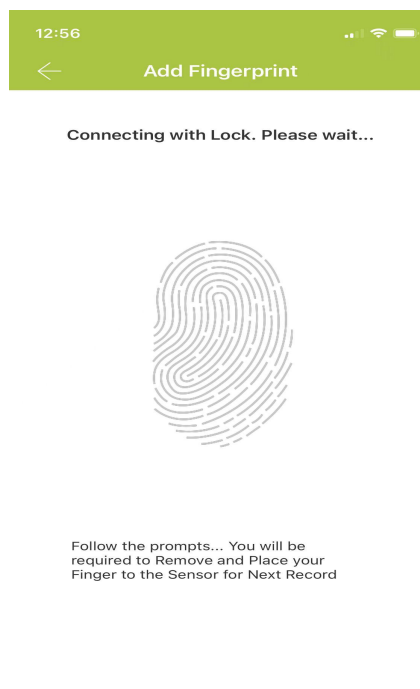 12:56
Add Fingerprint
Connecting with Lock. Please wait...
Follow the prompts... You will be
required to Remove and Place your
Finger to the Sensor for Next Record